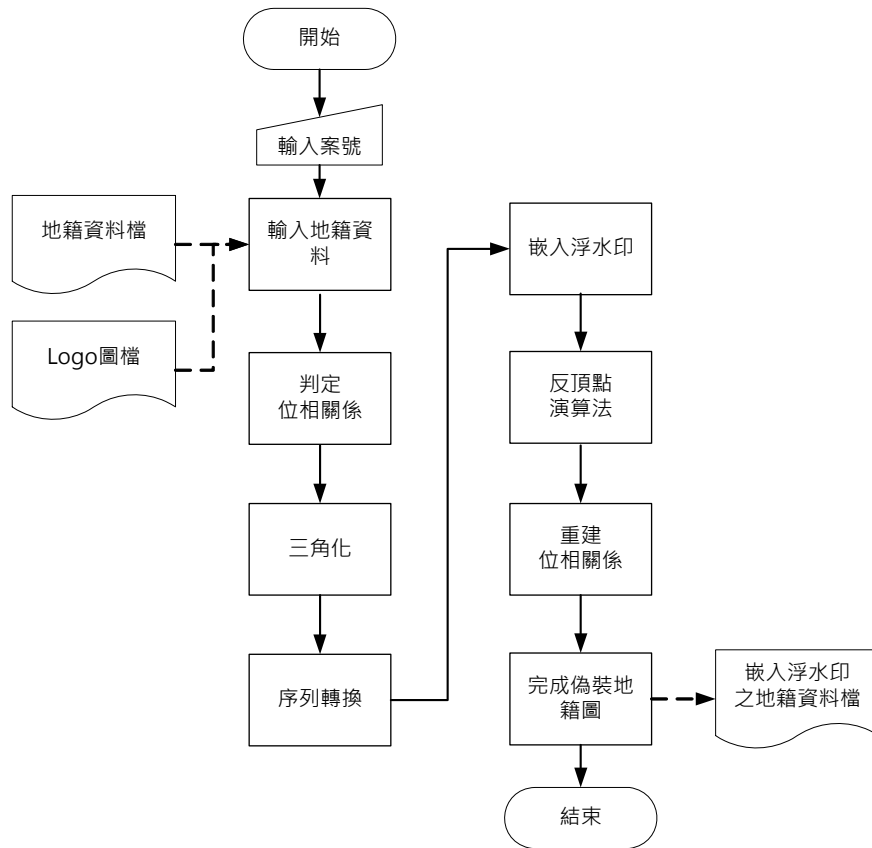 開始
輸入案號
地籍資料檔
輸入地籍資
料
Logo圖檔
判定
位相關係
三角化
序列轉換
嵌入浮水印
反頂點
演算法
重建
位相關係
完成偽裝地
籍圖
嵌入浮水印
之地籍資料檔
結束